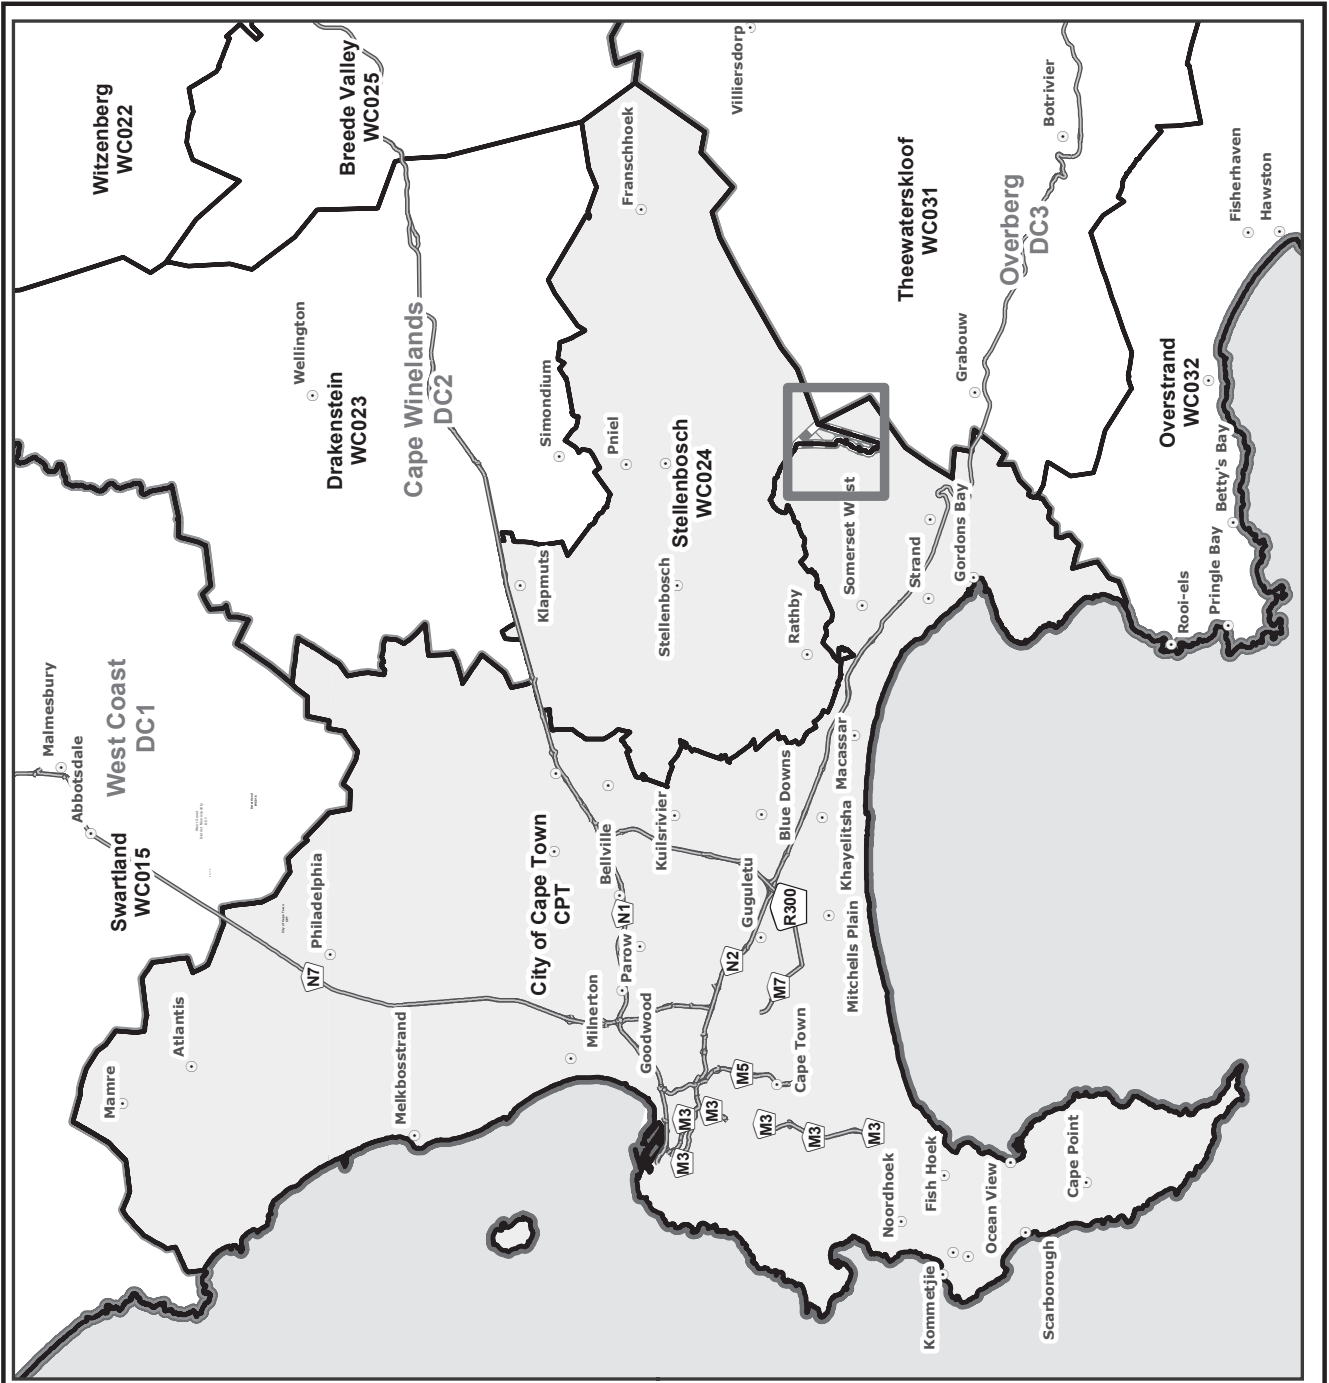 Malmesbury
Abbotsdale
Mamre
Witzenberg
WC022
West Coast
DC1
Swartland
WC015
Atlantis
Wellington
N7
Philadelphia
Drakenstein
WC023
Breede Valley
WC025
Melkbosstrand
Cape Winelands
DC2
City of Cape Town
CPT
Klapmuts
Simondium
Milnerton
Bellville
Pniel
N1
Parow
Franschhoek
Goodwood
Kuilsrivier
Stellenbosch
Stellenbosch
WC024
M3
M3
M3
N2
M5
Villiersdorp
Guguletu
M3
M7
Blue Downs
R300
Rathby
Cape Town
M3
Macassar
Khayelitsha
Mitchells Plain
Somerset West
M3
Noordhoek
Theewaterskloof
WC031
Strand
Kommetjie
Fish Hoek
Gordons Bay
Grabouw
Ocean View
Overberg
DC3
Scarborough
Botrivier
Cape Point
Overstrand
WC032
Rooi-els
Pringle Bay
Betty's Bay
Fisherhaven
Hawston